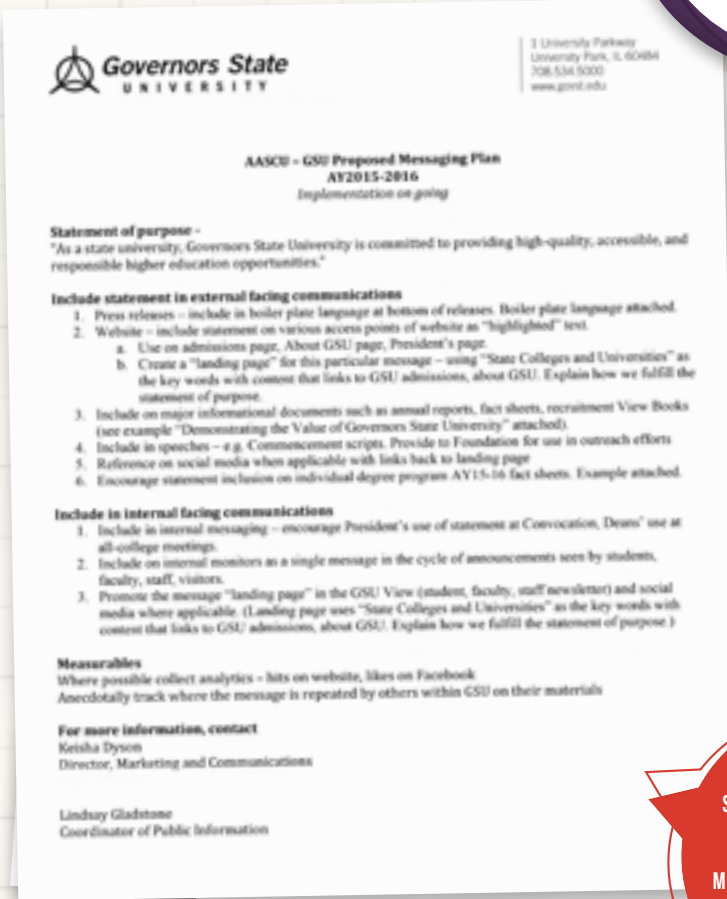 Governors State
UNIVERSITY
1 University Parkway
University Park, IL 60484
708.534.5000
www.govst.edu
AASCU – GSU Proposed Messaging Plan
AY2015-2016
Implementation on going
Statement of purpose -
"As a state university, Governors State University is committed to providing high-quality, accessible, and
responsible higher education opportunities."
Include statement in external facing communications
1. Press releases – include in boiler plate language at bottom of releases. Boiler plate language attached.
2. Website – include statement on various access points of website as "highlighted" text.
a. Use on admissions page, About GSU page, President's page.
b. Create a "landing page" for this particular message – using "State Colleges and Universities" as
the key words with content that links to GSU admissions, about GSU. Explain how we fulfill the
statement of purpose.
3. Include on major informational documents such as annual reports, fact sheets, recruitment View Books
(see example "Demonstrating the Value of Governors State University" attached).
4. Include in speeches – e.g. Commencement scripts. Provide to Foundation for use in outreach efforts
5. Reference on social media when applicable with links back to landing page
6. Encourage statement inclusion on individual degree program AY15-16 fact sheets. Example attached.
Include in internal facing communications
1. Include in internal messaging – encourage President's use of statement at Convocation, Deans' use at
all-college meetings.
2. Include on internal monitors as a single message in the cycle of announcements seen by students,
faculty, staff, visitors.
3. Promote the message "landing page" in the GSU View (student, faculty, staff newsletter) and social
media where applicable. (Landing page uses "State Colleges and Universities" as the key words with
content that links to GSU admissions, about GSU. Explain how we fulfill the statement of purpose.)
Measurables
Where possible collect analytics – hits on website, likes on Facebook
Anecdotally track where the message is repeated by others within GSU on their materials
For more information, contact
Keisha Dyson
Director, Marketing and Communications
Lindsay Gladstone
Coordinator of Public Information
S
M